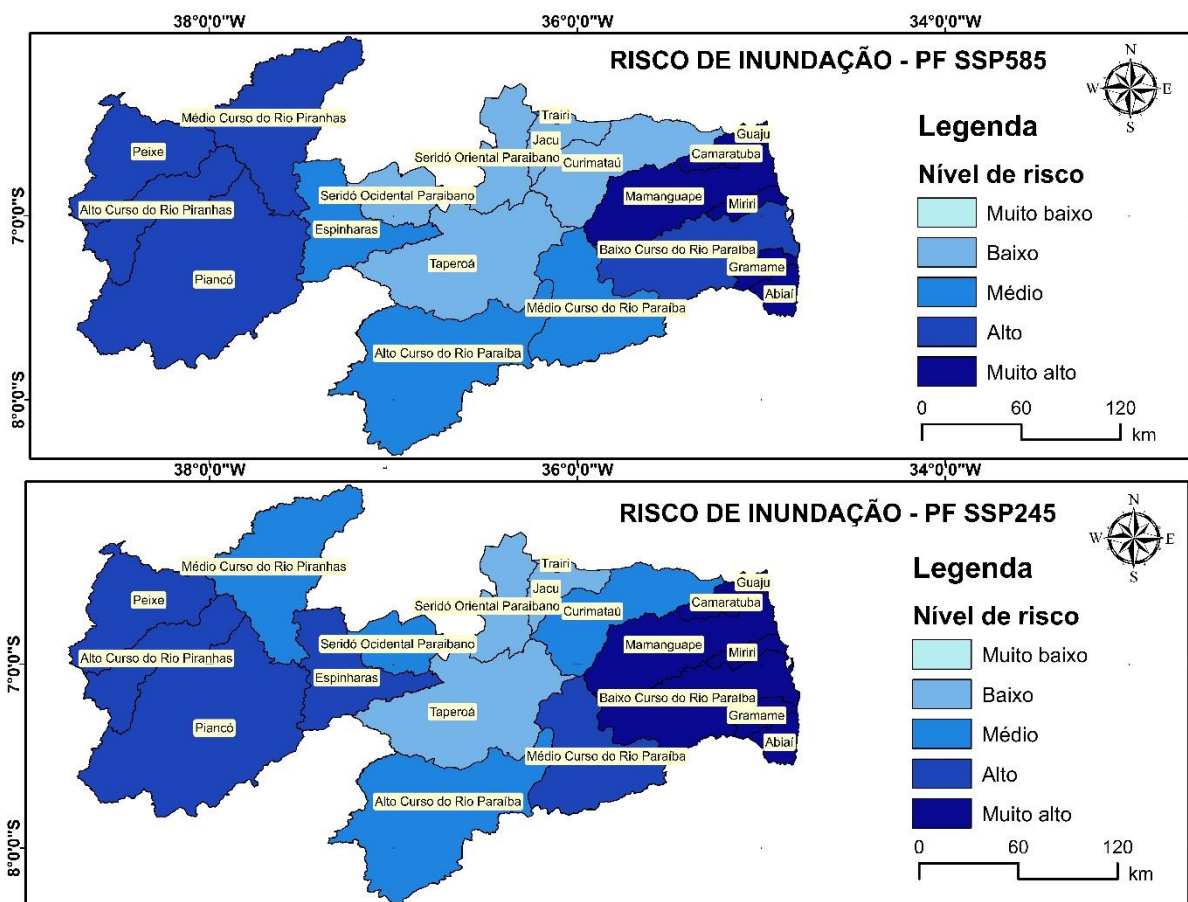 38°0'0"W 36°0'0"W 34°0'0"W
RISCO DE INUNDAÇÃO - PF SSP585
N
W E
S
Legenda
Nível de risco
Muito baixo
Baixo
Médio
Alto
Muito alto
0 60 120
km
7°0'0"S
8°0'0"S
Médio Curso do Rio Piranhas
Peixe
Alto Curso do Rio Piranhas
Piancó
Trairi
Jacu
Seridó Oriental Paraibano
Curimataú
Seridó Ocidental Paraibano
Espinharas
Taperoá
Guaju
Camaratuba
Mamanguape
Miriri
Baixo Curso do Rio Paraíba
Gramame
Abiaí
Médio Curso do Rio Paraíba
Alto Curso do Rio Paraíba
38°0'0"W 36°0'0"W 34°0'0"W
RISCO DE INUNDAÇÃO - PF SSP245
N
W E
S
Legenda
Nível de risco
Muito baixo
Baixo
Médio
Alto
Muito alto
0 60 120
km
7°0'0"S
8°0'0"S
Médio Curso do Rio Piranhas
Peixe
Alto Curso do Rio Piranhas
Piancó
Trairi
Jacu
Seridó Oriental Paraibano
Curimataú
Seridó Ocidental Paraibano
Espinharas
Taperoá
Guaju
Camaratuba
Mamanguape
Miriri
Baixo Curso do Rio Paraíba
Gramame
Abiaí
Médio Curso do Rio Paraíba
Alto Curso do Rio Paraíba